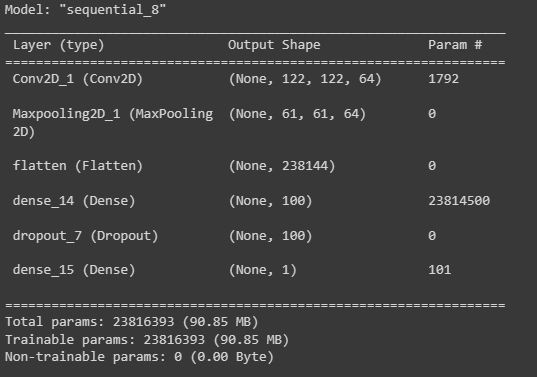 Model: "sequential_8"
Layer (type) Output Shape Param #
Conv2D_1 (Conv2D) (None, 122, 122, 64) 1792
Maxpooling2D_1 (MaxPooling (None, 61, 61, 64) 0
2D)
flatten (Flatten) (None, 238144) 0
dense_14 (Dense) (None, 100) 23814500
dropout_7 (Dropout) (None, 100) 0
dense_15 (Dense) (None, 1) 101
Total params: 23816393 (90.85 MB)
Trainable params: 23816393 (90.85 MB)
Non-trainable params: 0 (0.00 Byte)